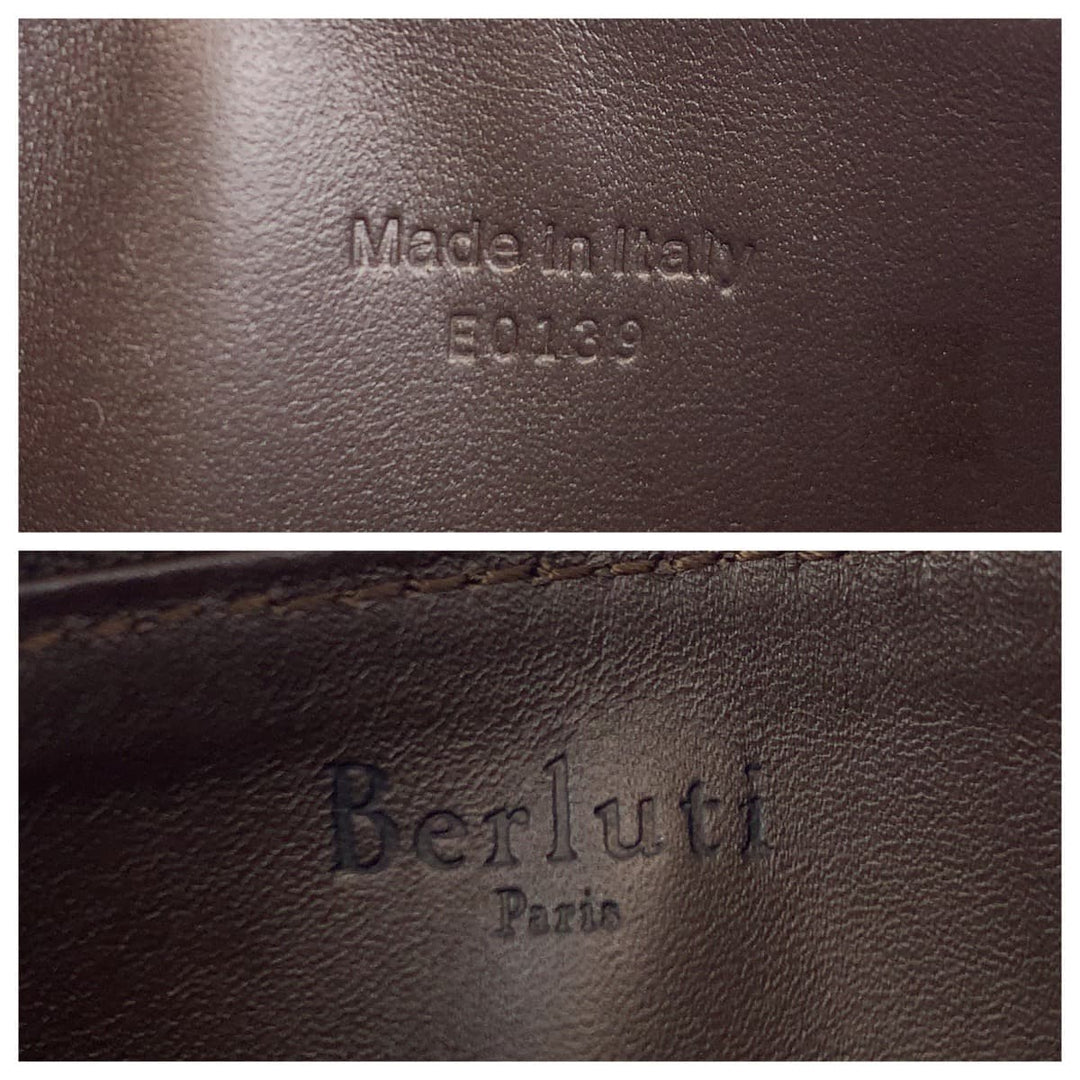 Made in Italy
E0139
Berluti
Paris